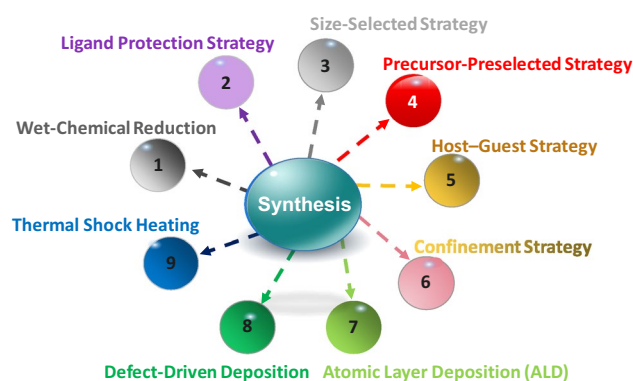 Size-Selected Strategy
Ligand Protection Strategy
3
Precursor-Preselected Strategy
2
4
Wet-Chemical Reduction
Host–Guest Strategy
1
5
Synthesis
Thermal Shock Heating
Confinement Strategy
9
6
8
7
Defect-Driven Deposition
Atomic Layer Deposition (ALD)